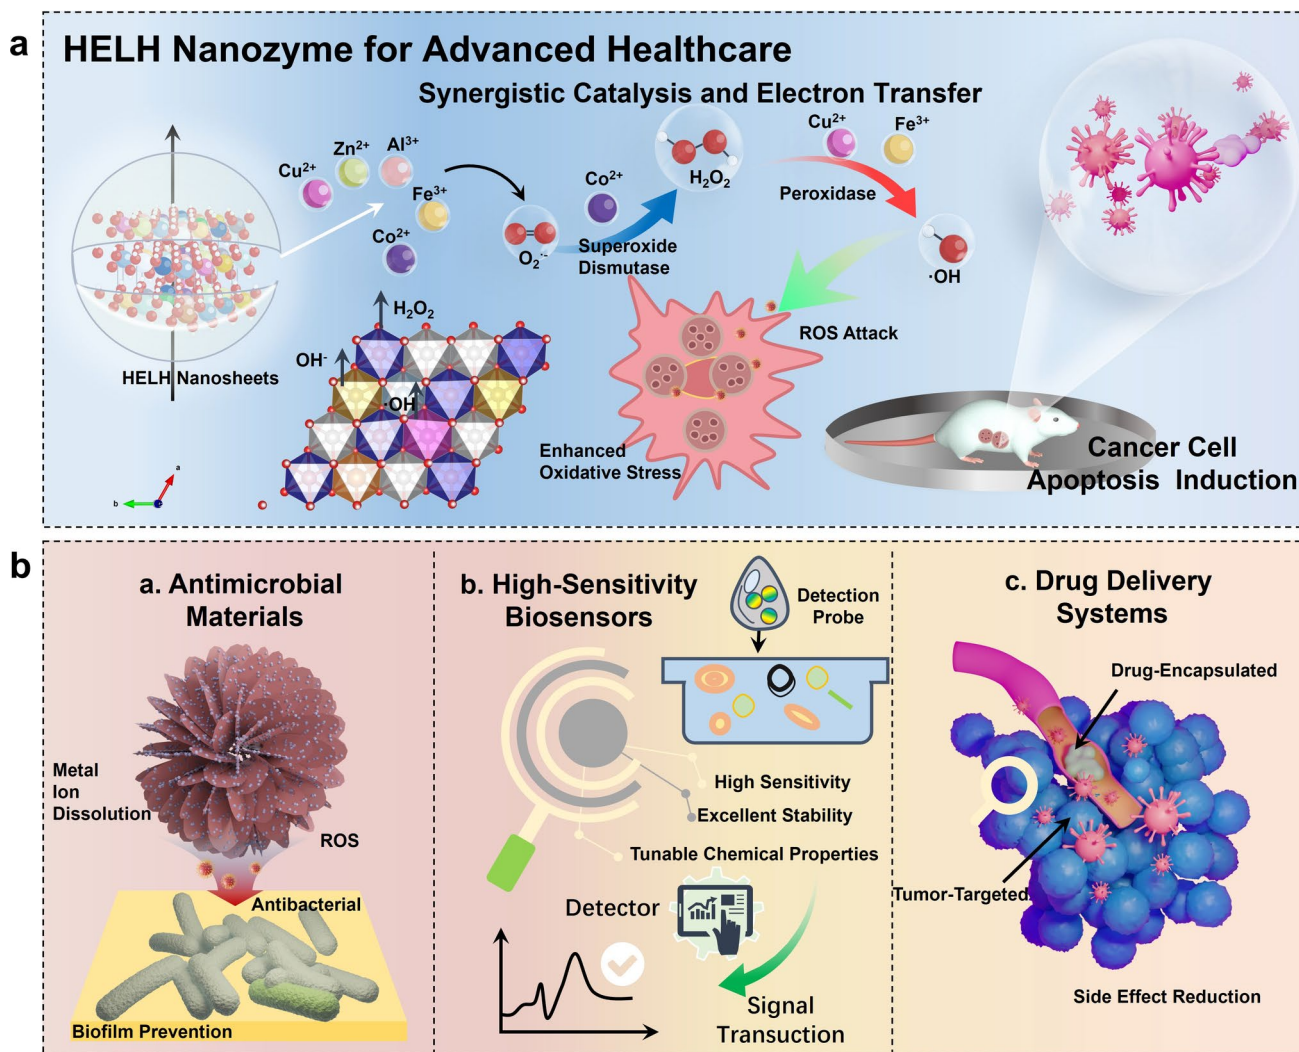 a
HELH Nanozyme for Advanced Healthcare
Synergistic Catalysis and Electron Transfer
Cu²⁺
Zn²⁺
Al³⁺
Fe³⁺
Co²⁺
O₂·⁻
Co²⁺
Superoxide
Dismutase
H₂O₂
Cu²⁺
Fe³⁺
Peroxidase
·OH
ROS Attack
HELH Nanosheets
H₂O₂
OH⁻
·OH
Enhanced
Oxidative Stress
Cancer Cell
Apoptosis Induction
a
b
b
a. Antimicrobial
Materials
Metal
Ion
Dissolution
ROS
Antibacterial
Biofilm Prevention
b. High-Sensitivity
Biosensors
Detection
Probe
High Sensitivity
Excellent Stability
Tunable Chemical Properties
Detector
Signal
Transuction
c. Drug Delivery
Systems
Drug-Encapsulated
Tumor-Targeted
Side Effect Reduction